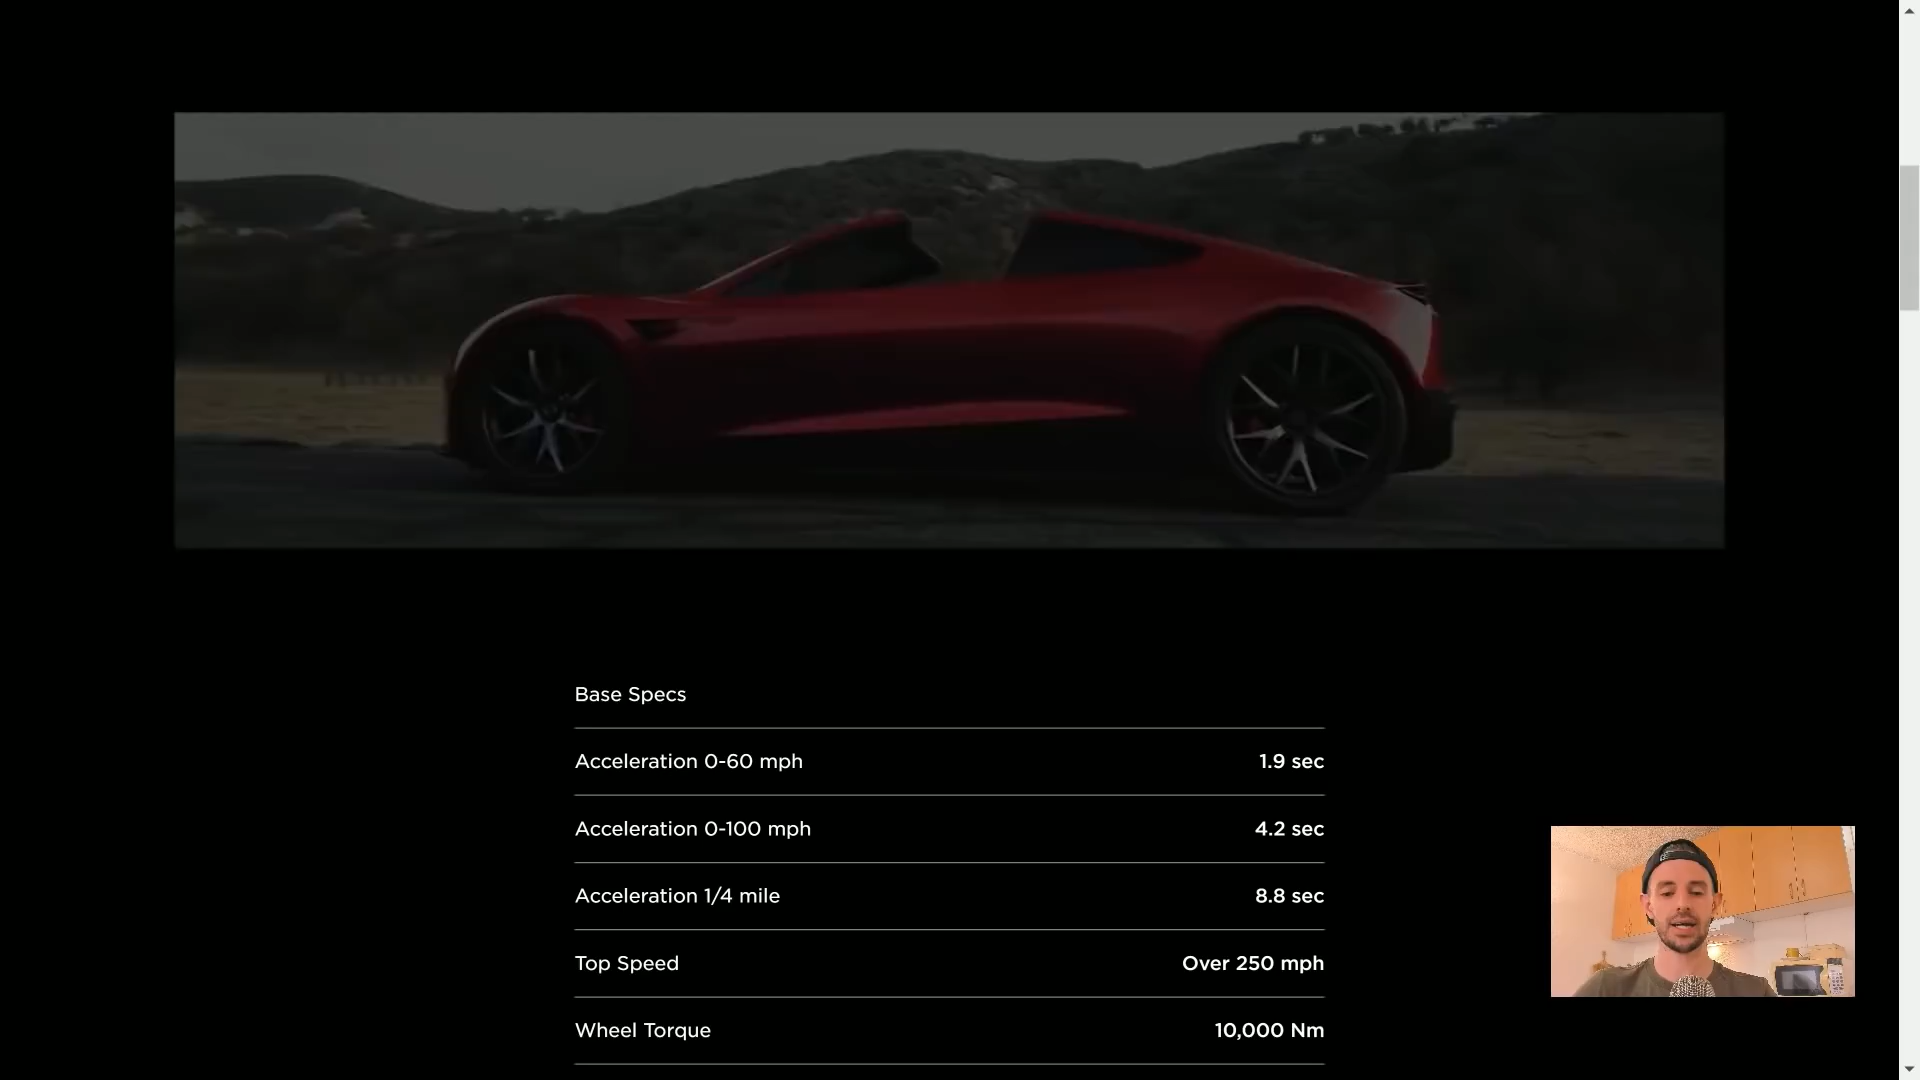 Base Specs
Acceleration 0-60 mph 1.9 sec
Acceleration 0-100 mph 4.2 sec
Acceleration 1/4 mile 8.8 sec
Top Speed Over 250 mph
Wheel Torque 10,000 Nm